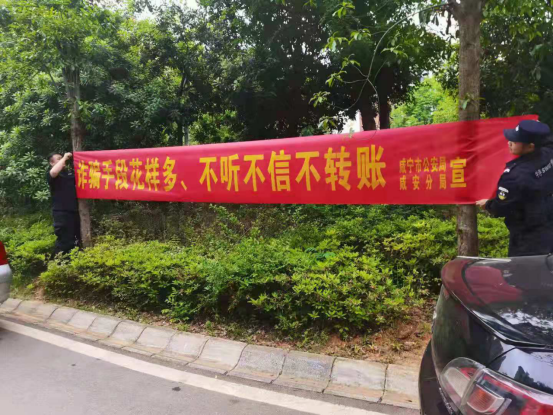 诈骗手段花样多、不听不信不转账
咸宁市公安局
咸安分局
宣